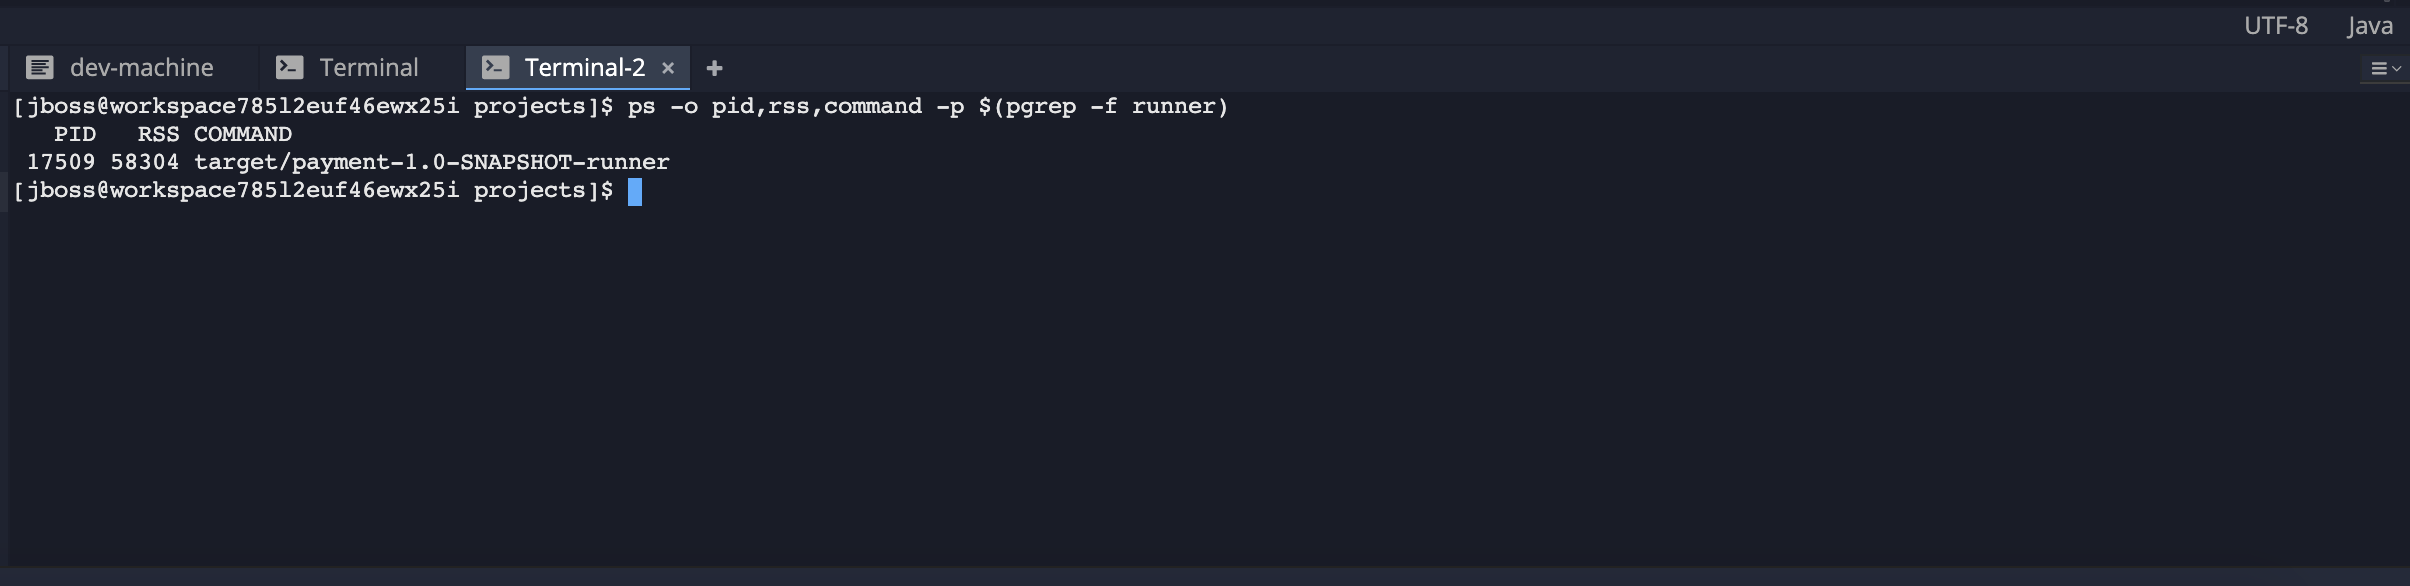 UTF-8 Java
dev-machine Terminal Terminal-2 × +
[jboss@workspace785l2euf46ewx25i projects]$ ps -o pid,rss,command -p $(pgrep -f runner)
PID RSS COMMAND
17509 58304 target/payment-1.0-SNAPSHOT-runner
[jboss@workspace785l2euf46ewx25i projects]$